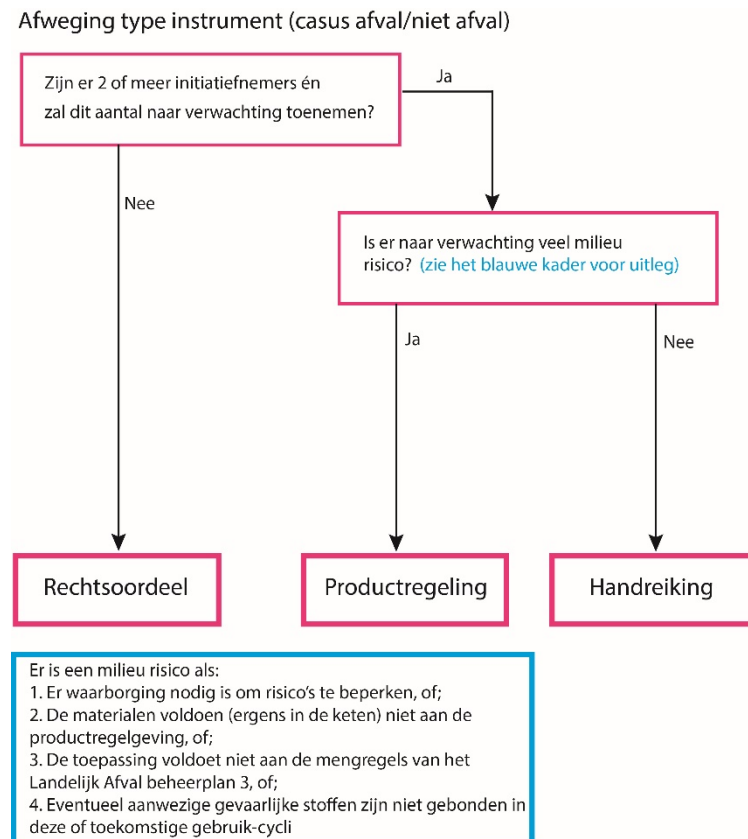 Afweging type instrument (casus afval/niet afval)
Zijn er 2 of meer initiatiefnemers én
zal dit aantal naar verwachting toenemen?
Ja
Nee
Is er naar verwachting veel milieu
risico? (zie het blauwe kader voor uitleg)
Ja
Nee
Rechtsoordeel
Productregeling
Handreiking
Er is een milieu risico als:
1. Er waarborging nodig is om risico's te beperken, of;
2. De materialen voldoen (ergens in de keten) niet aan de
productregelgeving, of;
3. De toepassing voldoet niet aan de mengregels van het
Landelijk Afval beheerplan 3, of;
4. Eventueel aanwezige gevaarlijke stoffen zijn niet gebonden in
deze of toekomstige gebruik-cycli